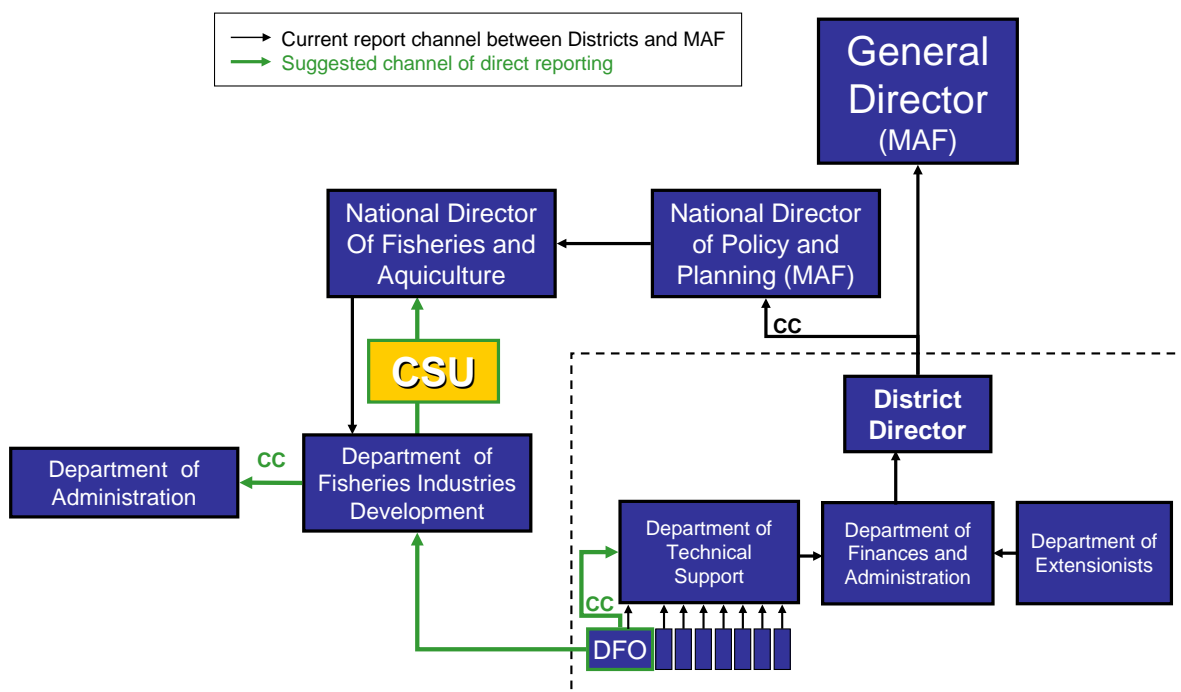 Current report channel between Districts and MAF
Suggested channel of direct reporting
General
Director
(MAF)
National Director
Of Fisheries and
Aquiculture
National Director
of Policy and
Planning (MAF)
CC
CSU
District
Director
CC
Department of
Administration
Department of
Fisheries Industries
Development
Department of
Technical
Support
Department of
Finances and
Administration
Department of
Extensionists
CC
DFO